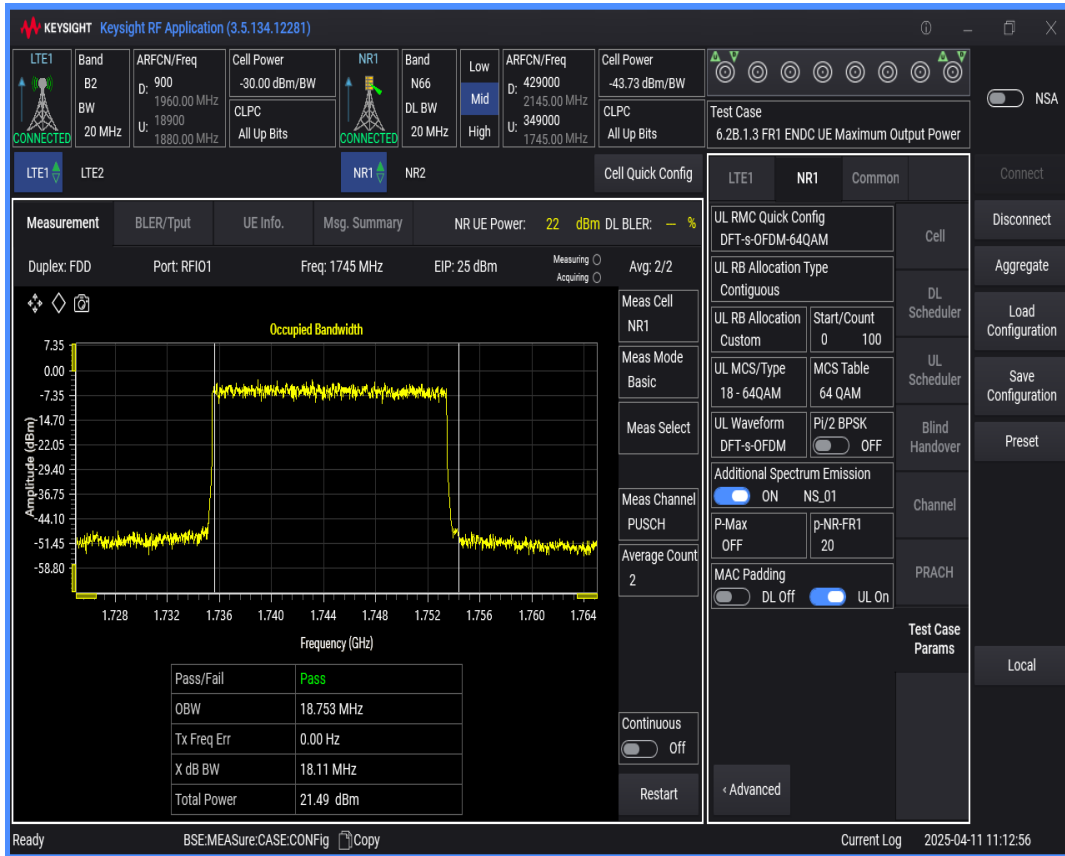 KEYSIGHT Keysight RF Application (3.5.134.12281)
LTE1
CONNECTED
Band
B2
BW
20 MHz
ARFCN/Freq
D: 900
1960.00 MHz
U: 18900
1880.00 MHz
Cell Power
-30.00 dBm/BW
CLPC
All Up Bits
NR1
CONNECTED
Band
N66
DL BW
20 MHz
Low
Mid
High
ARFCN/Freq
D: 429000
2145.00 MHz
U: 349000
1745.00 MHz
Cell Power
-43.73 dBm/BW
CLPC
All Up Bits
Test Case
6.2B.1.3 FR1 ENDC UE Maximum Output Power
NSA
LTE1 LTE2
NR1 NR2
Cell Quick Config
Measurement BLER/Tput UE Info. Msg. Summary NR UE Power: 22 dBm DL BLER: -- %
Duplex: FDD Port: RFIO1 Freq: 1745 MHz EIP: 25 dBm Measuring Acquiring Avg: 2/2
Occupied Bandwidth
Amplitude (dBm)
7.35
0.00
-7.35
-14.70
-22.05
-29.40
-36.75
-44.10
-51.45
-58.80
1.728 1.732 1.736 1.740 1.744 1.748 1.752 1.756 1.760 1.764
Frequency (GHz)
Pass/Fail Pass
OBW 18.753 MHz
Tx Freq Err 0.00 Hz
X dB BW 18.11 MHz
Total Power 21.49 dBm
Meas Cell
NR1
Meas Mode
Basic
Meas Select
Meas Channel
PUSCH
Average Count
2
Continuous
Off
Restart
LTE1 NR1 Common
UL RMC Quick Config
DFT-s-OFDM-64QAM
UL RB Allocation Type
Contiguous
UL RB Allocation
Custom
Start/Count
0 100
UL MCS/Type
18 - 64QAM
MCS Table
64 QAM
UL Waveform
DFT-s-OFDM
Pi/2 BPSK
OFF
Additional Spectrum Emission
ON NS_01
P-Max
OFF
p-NR-FR1
20
MAC Padding
DL Off UL On
‹ Advanced
Cell
DL
Scheduler
UL
Scheduler
Blind
Handover
Channel
PRACH
Test Case
Params
Connect
Disconnect
Aggregate
Load
Configuration
Save
Configuration
Preset
Local
Ready BSE:MEASure:CASE:CONFig Copy Current Log 2025-04-11 11:12:56